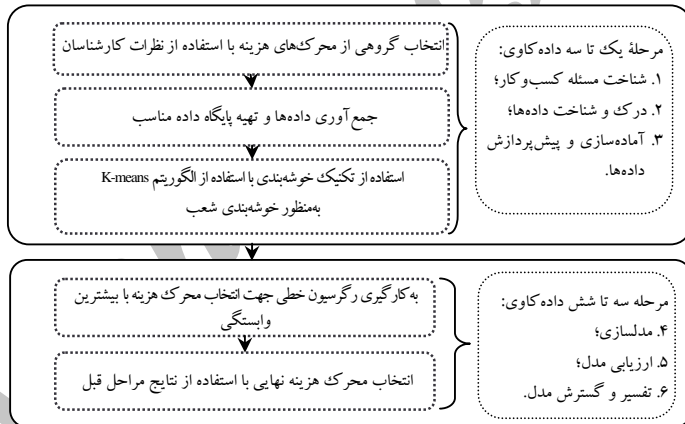 مرحلهٔ یک تا سه داده‌کاوی:
۱. شناخت مسئله کسب‌وکار؛
۲. درک و شناخت داده‌ها؛
۳. آماده‌سازی و پیش‌پردازش
داده‌ها.
انتخاب گروهی از محرک‌های هزینه با استفاده از نظرات کارشناسان
جمع آوری داده‌ها و تهیه پایگاه داده مناسب
استفاده از تکنیک خوشه‌بندی با استفاده از الگوریتم K-means
به‌منظور خوشه‌بندی شعب
مرحله سه تا شش داده‌کاوی:
۴. مدلسازی؛
۵. ارزیابی مدل؛
۶. تفسیر و گسترش مدل.
به‌کارگیری رگرسیون خطی جهت انتخاب محرک هزینه با بیشترین
وابستگی
انتخاب محرک هزینه نهایی با استفاده از نتایج مراحل قبل